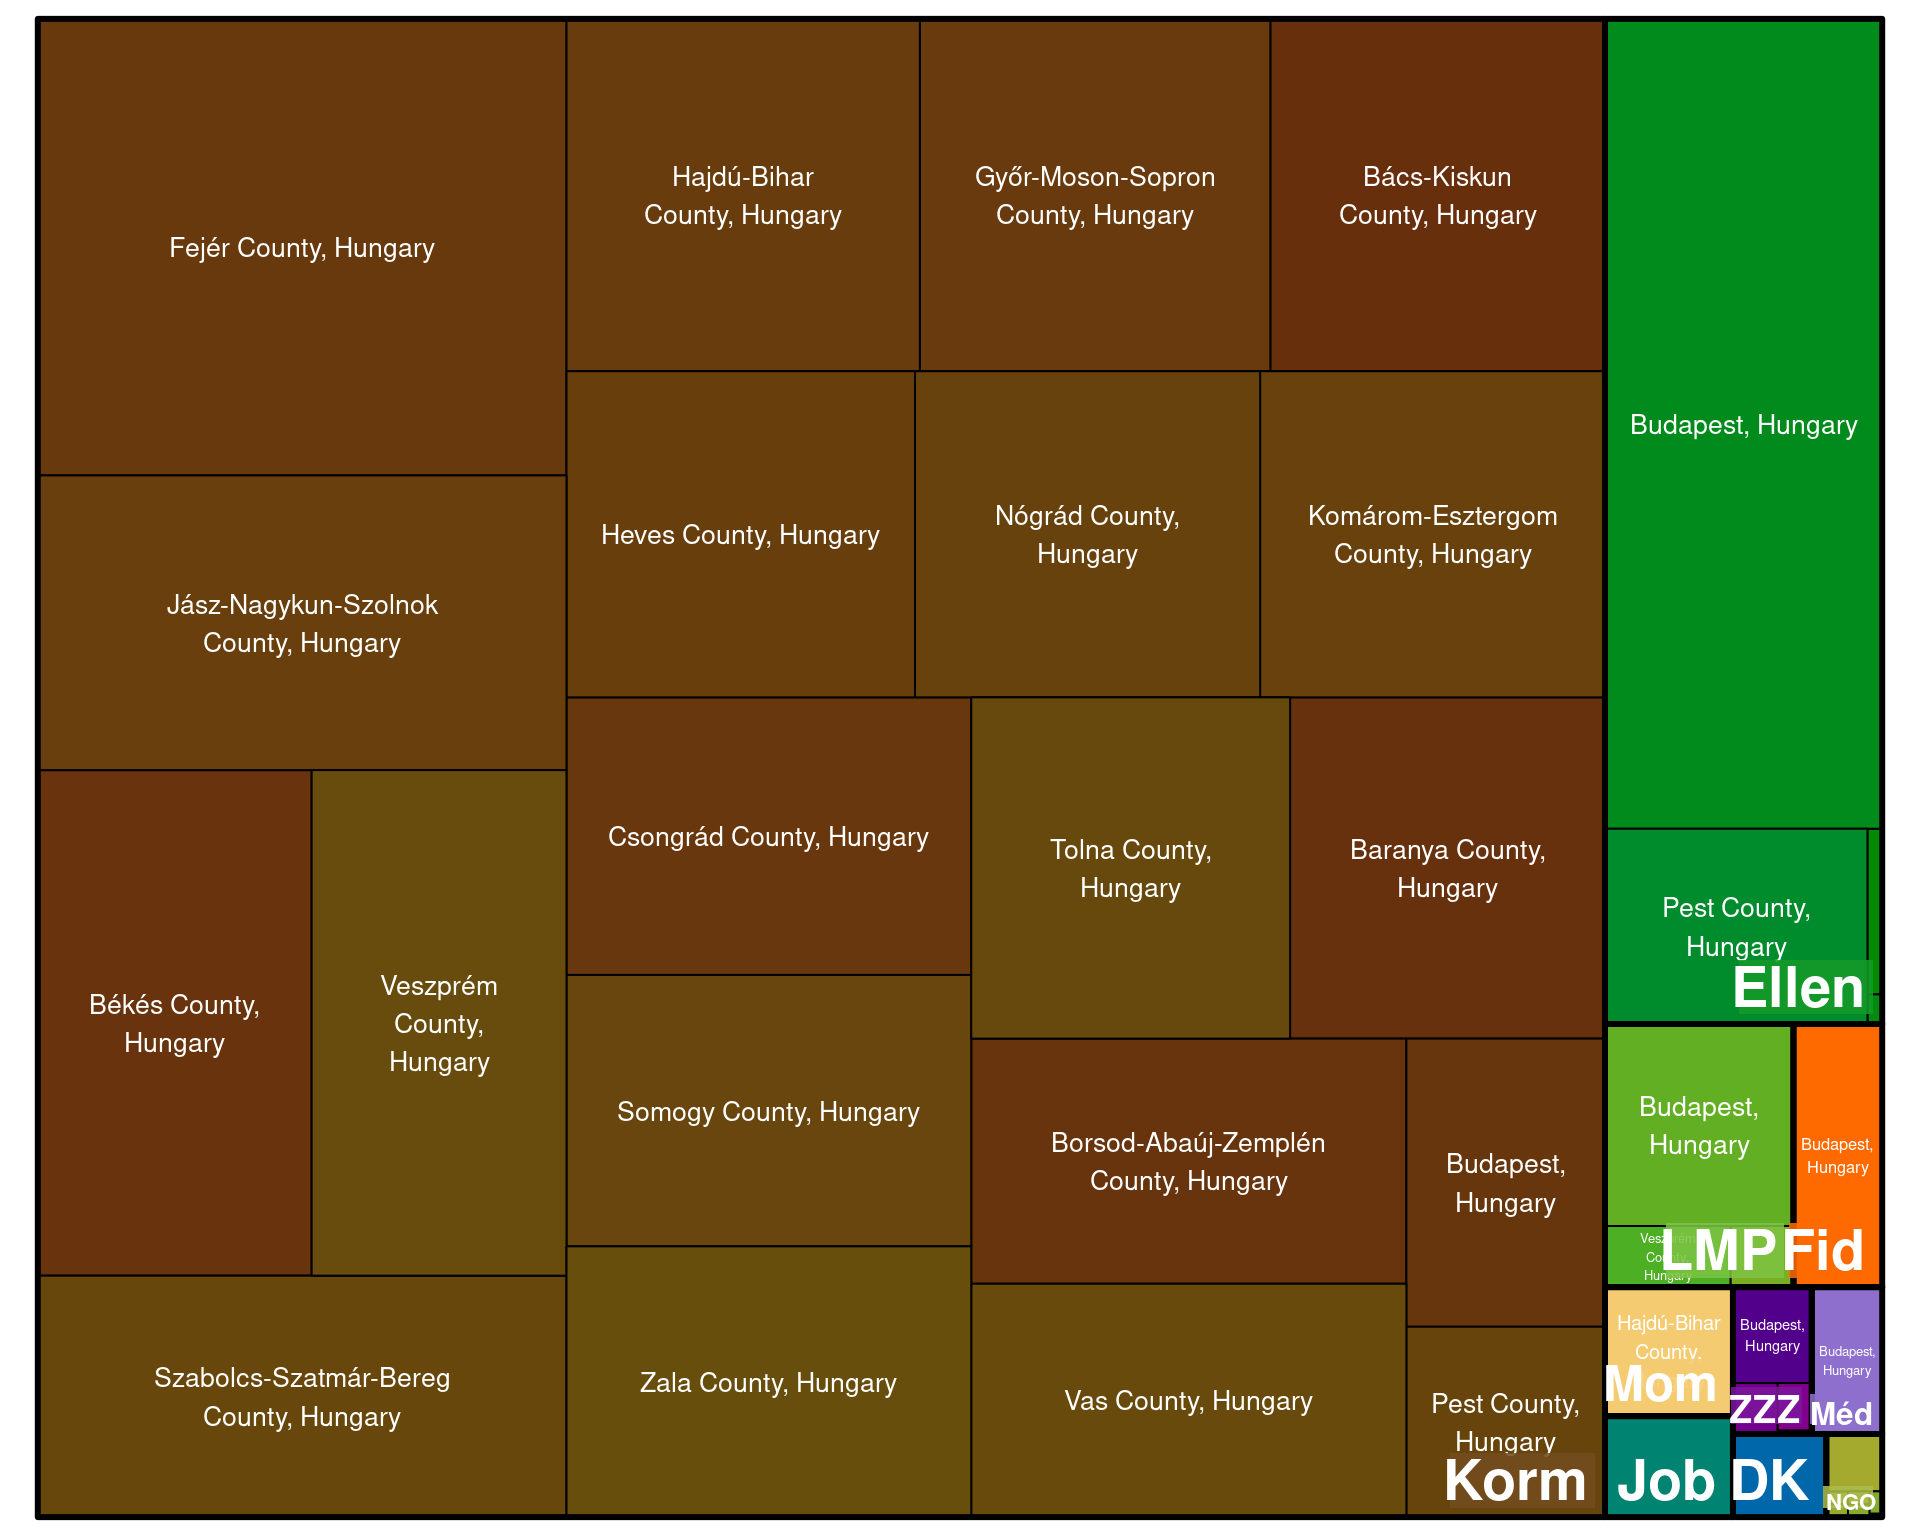 Fejér County, Hungary
Hajdú-Bihar
County, Hungary
Győr-Moson-Sopron
County, Hungary
Bács-Kiskun
County, Hungary
Budapest, Hungary
Heves County, Hungary
Nógrád County,
Hungary
Komárom-Esztergom
County, Hungary
Jász-Nagykun-Szolnok
County, Hungary
Csongrád County, Hungary
Tolna County,
Hungary
Baranya County,
Hungary
Pest County,
Hungary
Ellen
Békés County,
Hungary
Veszprém
County,
Hungary
Somogy County, Hungary
Borsod-Abaúj-Zemplén
County, Hungary
Budapest,
Hungary
Budapest,
Hungary
Budapest,
Hungary
Veszprém
County,
Hungary
LMP
Fid
Szabolcs-Szatmár-Bereg
County, Hungary
Zala County, Hungary
Vas County, Hungary
Pest County,
Hungary
Korm
Hajdú-Bihar
County,
Mom
Budapest,
Hungary
ZZZ
Budapest,
Hungary
Méd
Job
DK
NGO